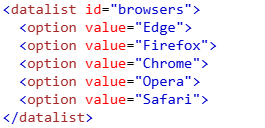 <datalist id="browsers">
  <option value="Edge">
  <option value="Firefox">
  <option value="Chrome">
  <option value="Opera">
  <option value="Safari">
</datalist>